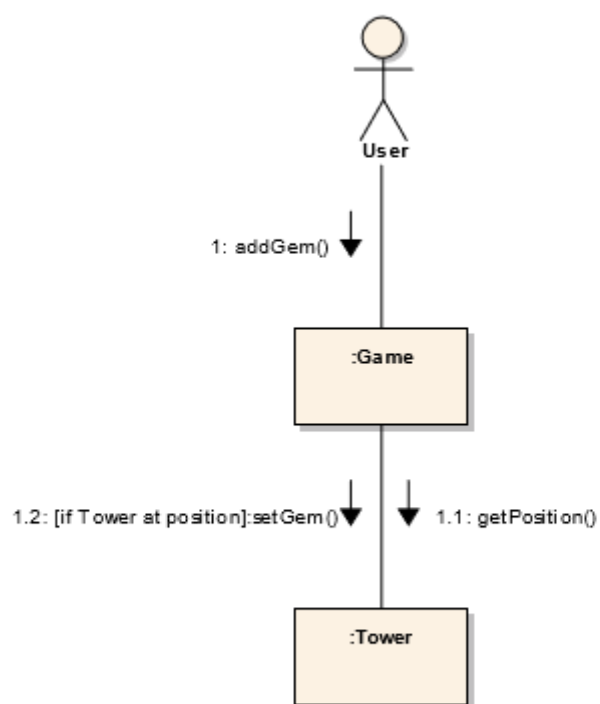 User
1: addGem()
:Game
1.2: [if Tower at position]:setGem()
1.1: getPosition()
:Tower